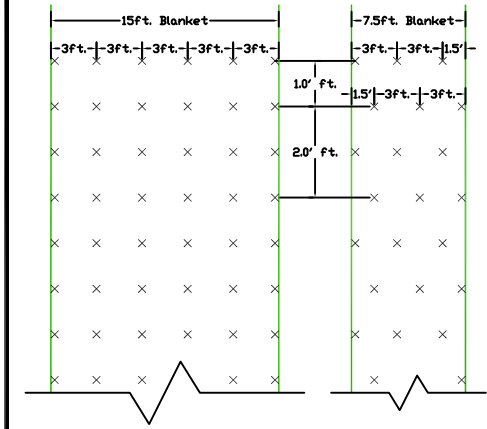 15ft. Blanket 7.5ft. Blanket
3ft. 3ft. 3ft. 3ft. 3ft. 3ft. 3ft. 1.5'
1.0' ft.
1.5' 3ft. 3ft.
2.0' ft.